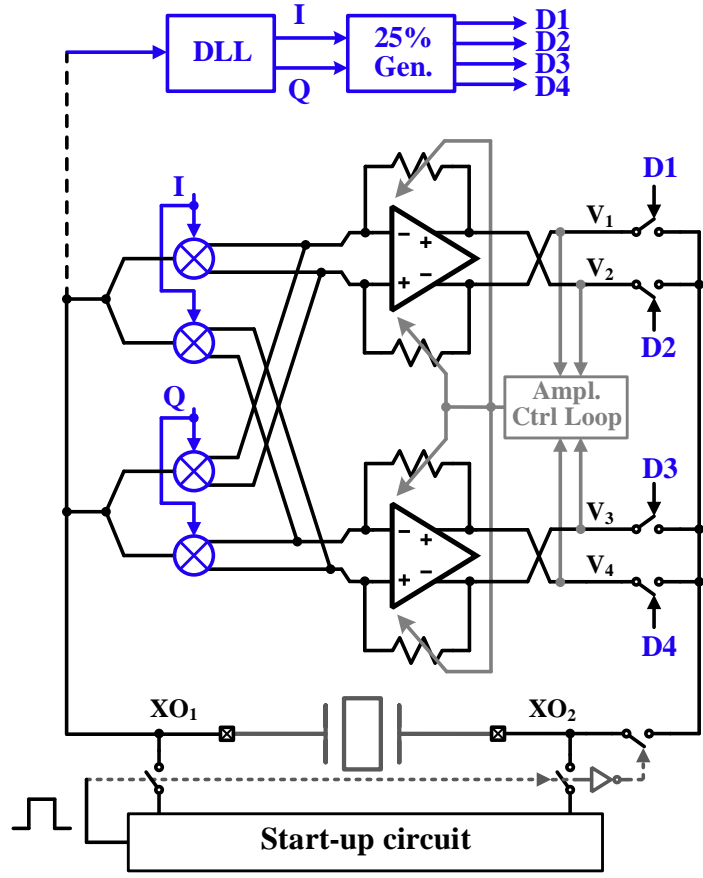 I
DLL
Q
25%
Gen.
D1
D2
D3
D4
I
Q
D1
V1
V2
D2
Ampl.
Ctrl Loop
D3
V3
V4
D4
XO1
XO2
Start-up circuit